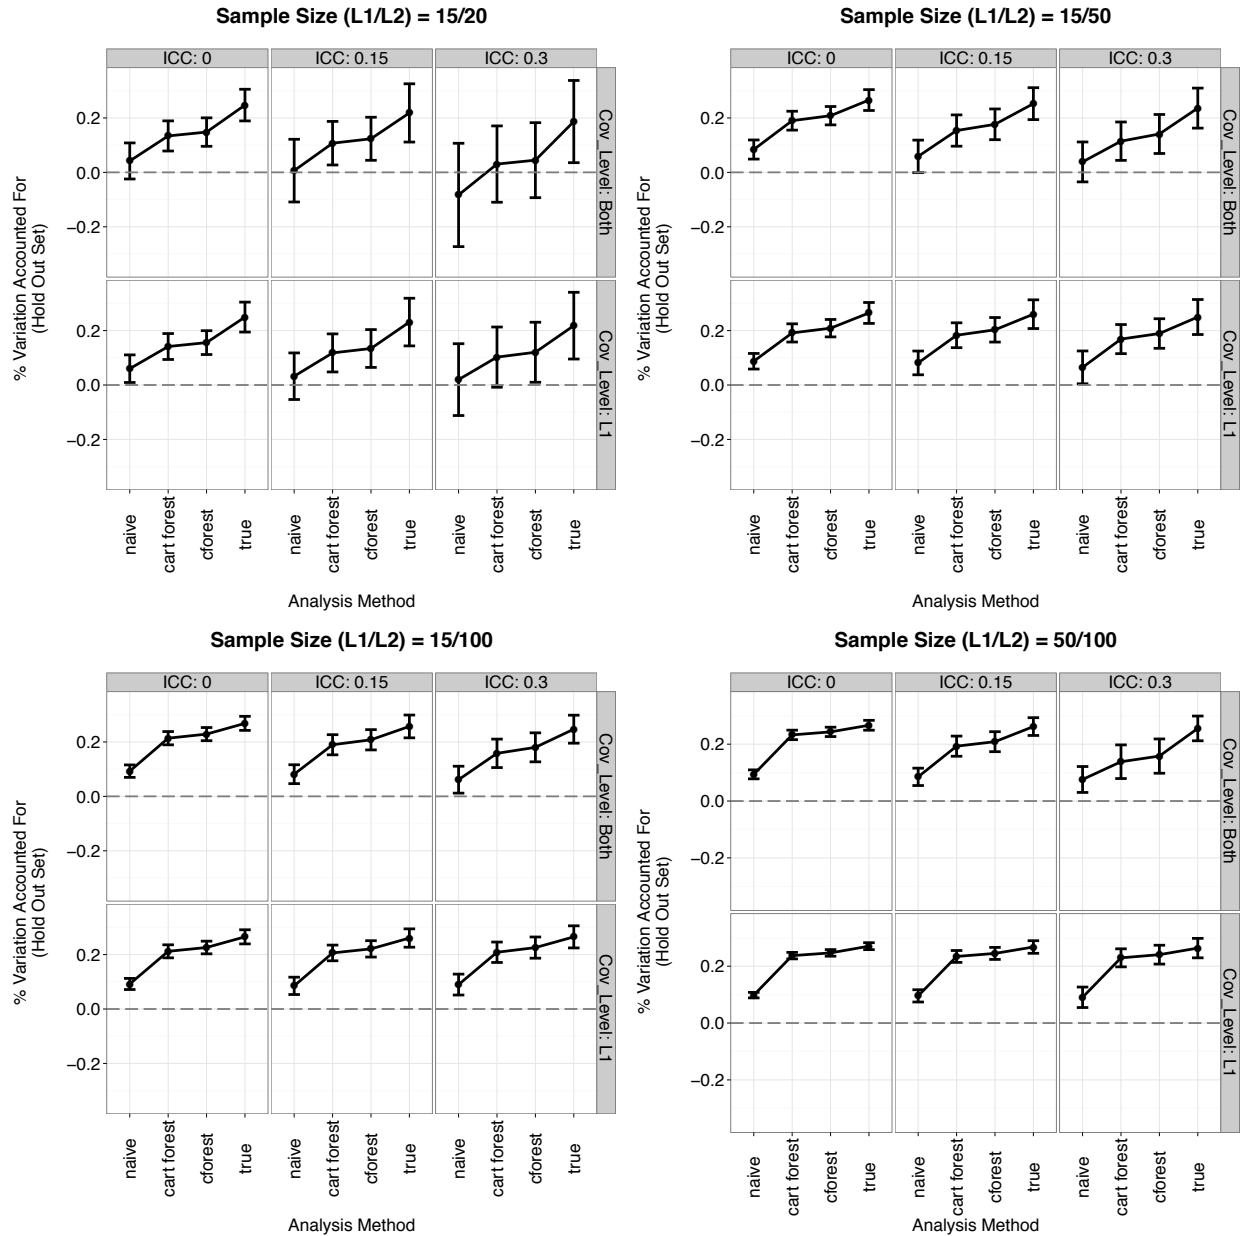 Sample Size (L1/L2) = 15/20
ICC: 0
ICC: 0.15
ICC: 0.3
% Variation Accounted For
(Hold Out Set)
0.2
0.0
−0.2
Cov_Level: Both
0.2
0.0
−0.2
Cov_Level: L1
naive
cart forest
cforest
true
naive
cart forest
cforest
true
naive
cart forest
cforest
true
Analysis Method
Sample Size (L1/L2) = 15/50
ICC: 0
ICC: 0.15
ICC: 0.3
% Variation Accounted For
(Hold Out Set)
0.2
0.0
−0.2
Cov_Level: Both
0.2
0.0
−0.2
Cov_Level: L1
naive
cart forest
cforest
true
naive
cart forest
cforest
true
naive
cart forest
cforest
true
Analysis Method
Sample Size (L1/L2) = 15/100
ICC: 0
ICC: 0.15
ICC: 0.3
% Variation Accounted For
(Hold Out Set)
0.2
0.0
−0.2
Cov_Level: Both
0.2
0.0
−0.2
Cov_Level: L1
naive
cart forest
cforest
true
naive
cart forest
cforest
true
naive
cart forest
cforest
true
Analysis Method
Sample Size (L1/L2) = 50/100
ICC: 0
ICC: 0.15
ICC: 0.3
% Variation Accounted For
(Hold Out Set)
0.2
0.0
−0.2
Cov_Level: Both
0.2
0.0
−0.2
Cov_Level: L1
naive
cart forest
cforest
true
naive
cart forest
cforest
true
naive
cart forest
cforest
true
Analysis Method